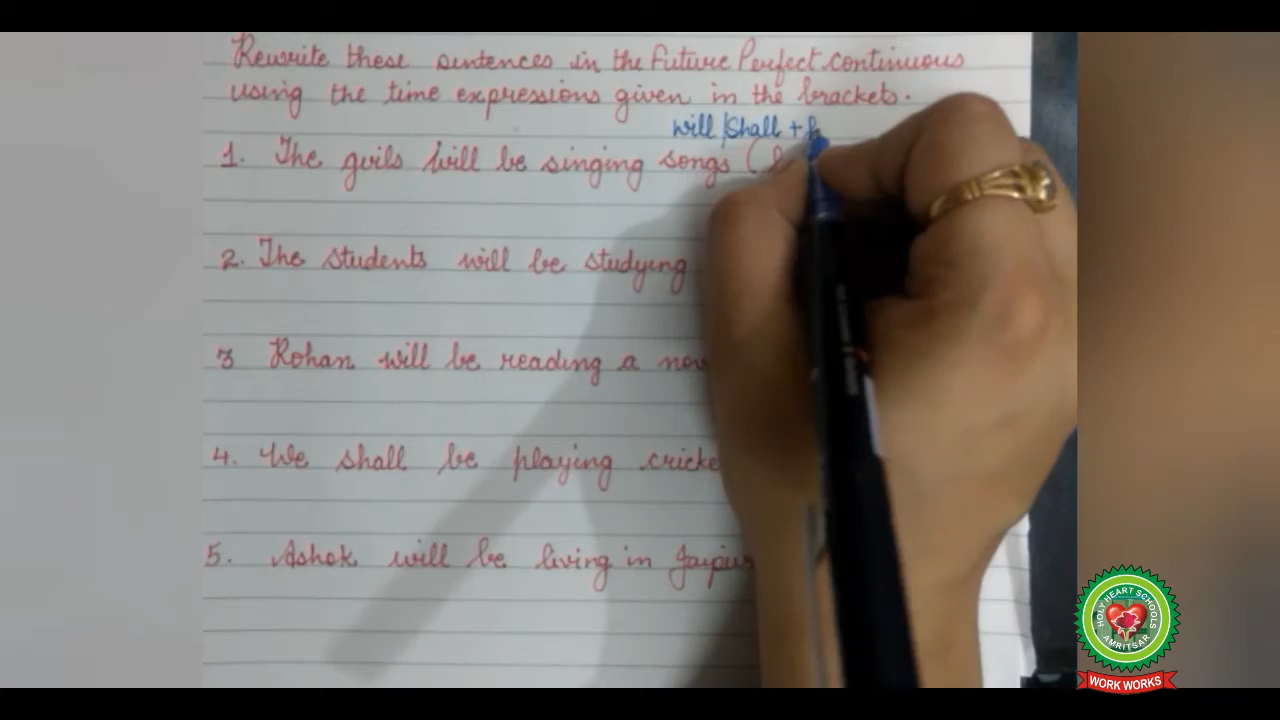 Rewrite these sentences in the Future Perfect continuous
using the time expressions given in the brackets.
will/shall + h
1. The girls will be singing songs (
2. The students will be studying
3 Rohan will be reading a nov
4. We shall be playing cricke
5. Ashok will be living in Jaipur
HOLY HEART SCHOOLS
AMRITSAR
WORK WORKS